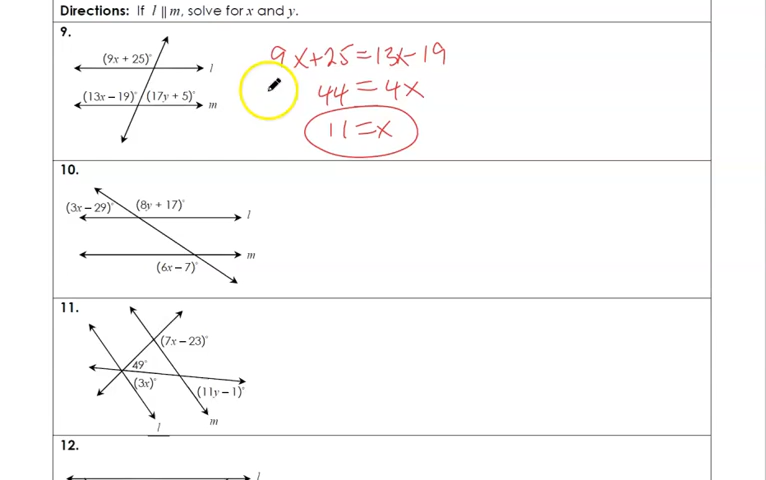 Directions: If l ∥ m, solve for x and y.
9.
(9x + 25)°
l
(13x – 19)° (17y + 5)°
m
9x+25=13x-19
44=4x
11=x
10.
(3x – 29)° (8y + 17)°
l
m
(6x – 7)°
11.
(7x – 23)°
49°
(3x)°
(11y – 1)°
l
m
12.
l